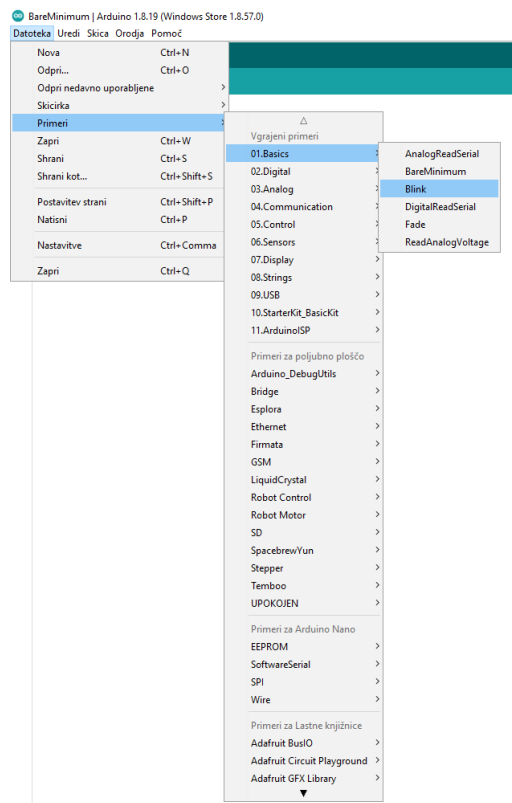 BareMinimum | Arduino 1.8.19 (Windows Store 1.8.57.0)
Datoteka Uredi Skica Orodja Pomoč
Nova Ctrl+N
Odpri... Ctrl+O
Odpri nedavno uporabljene
Skicirka
Primeri
Zapri Ctrl+W
Shrani Ctrl+S
Shrani kot... Ctrl+Shift+S
Postavitev strani Ctrl+Shift+P
Natisni Ctrl+P
Nastavitve Ctrl+Comma
Zapri Ctrl+Q
Vgrajeni primeri
01.Basics
02.Digital
03.Analog
04.Communication
05.Control
06.Sensors
07.Display
08.Strings
09.USB
10.StarterKit_BasicKit
11.ArduinoISP
Primeri za poljubno ploščo
Arduino_DebugUtils
Bridge
Esplora
Ethernet
Firmata
GSM
LiquidCrystal
Robot Control
Robot Motor
SD
SpacebrewYun
Stepper
Temboo
UPOKOJEN
Primeri za Arduino Nano
EEPROM
SoftwareSerial
SPI
Wire
Primeri za Lastne knjižnice
Adafruit BusIO
Adafruit Circuit Playground
Adafruit GFX Library
AnalogReadSerial
BareMinimum
Blink
DigitalReadSerial
Fade
ReadAnalogVoltage